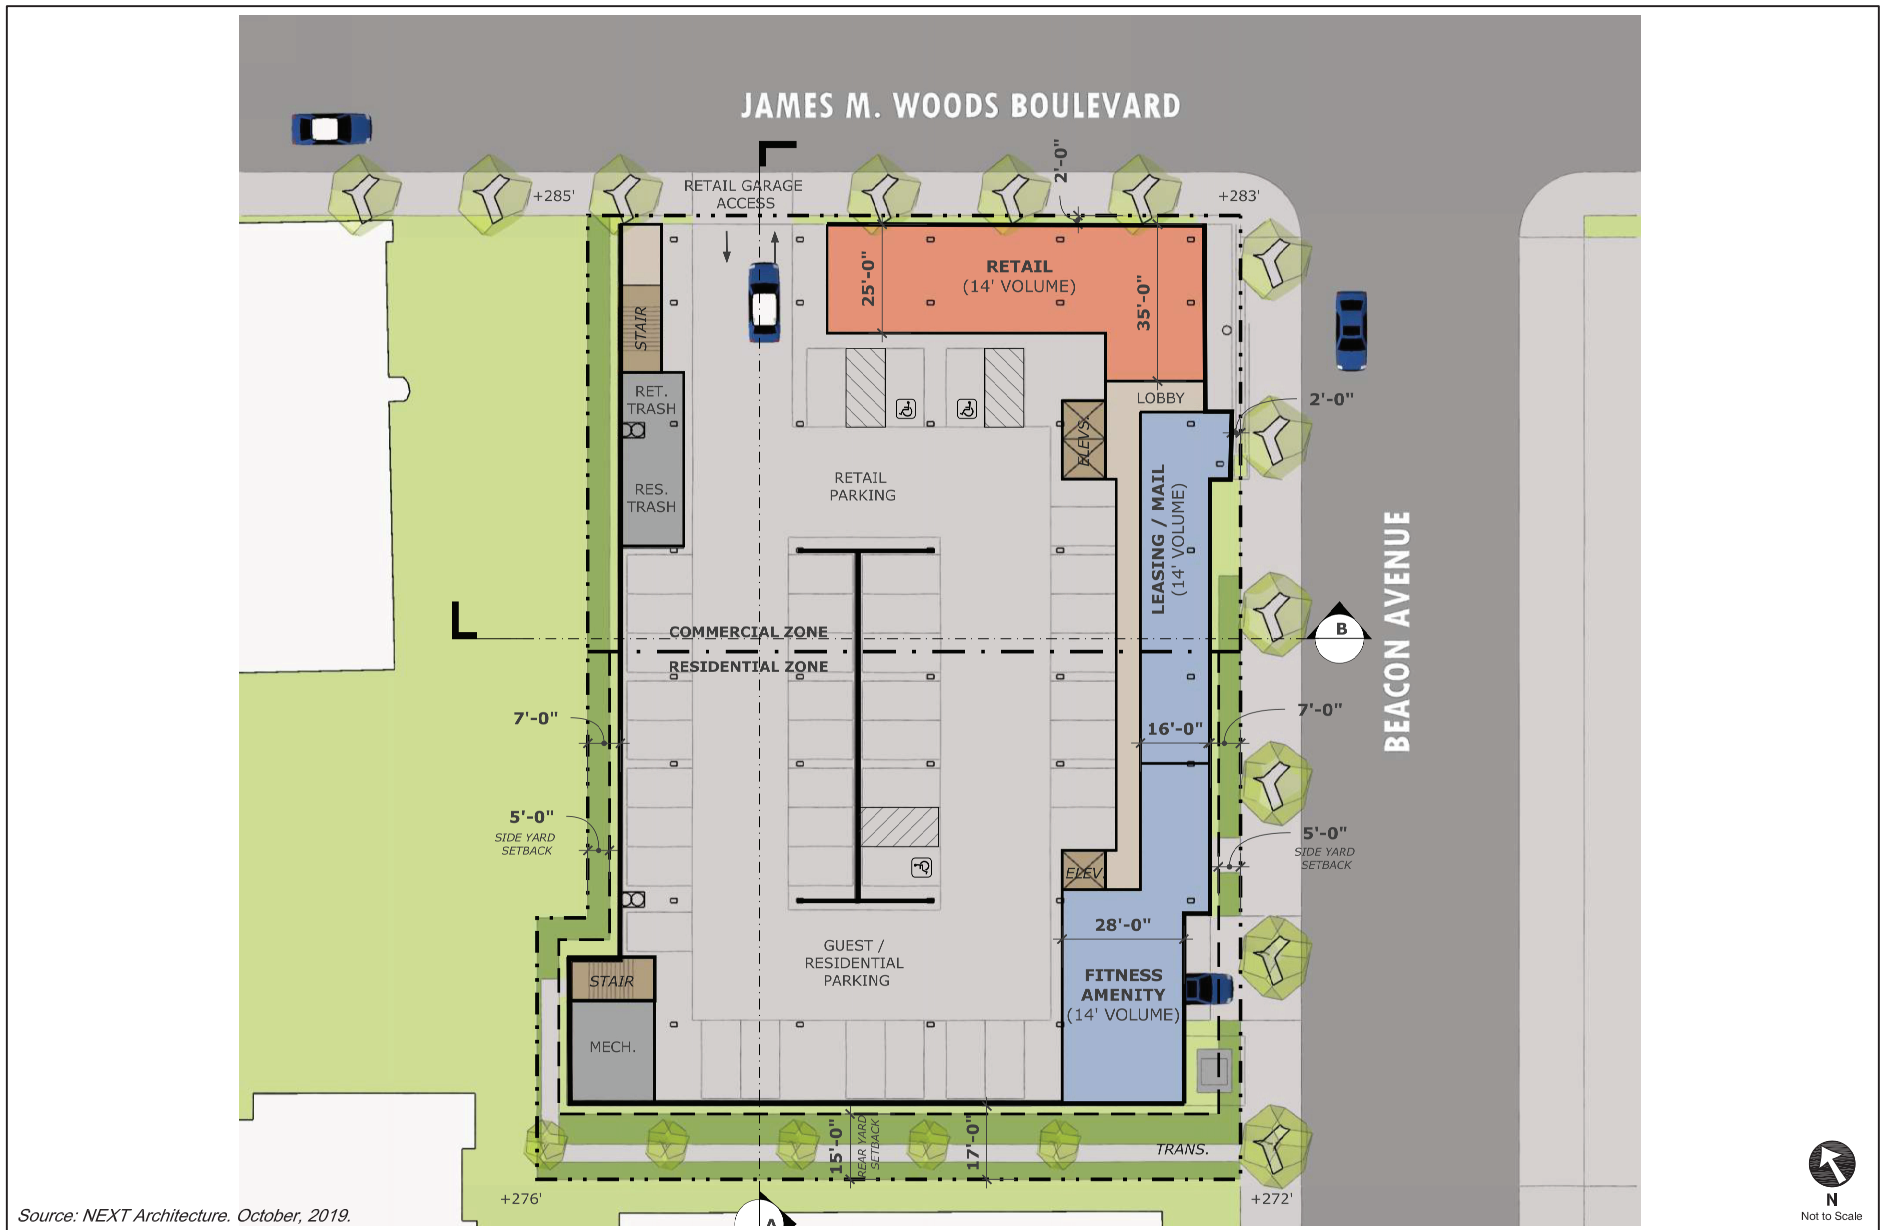 JAMES M. WOODS BOULEVARD
2'-0"
RETAIL GARAGE
ACCESS
+285'
+283'
RETAIL
(14' VOLUME)
25'-0"
35'-0"
STAIR
RET.
TRASH
LOBBY
2'-0"
ELEVS.
RES.
TRASH
RETAIL
PARKING
LEASING / MAIL
(14' VOLUME)
BEACON AVENUE
COMMERCIAL ZONE
RESIDENTIAL ZONE
B
7'-0"
7'-0"
16'-0"
5'-0"
SIDE YARD
SETBACK
5'-0"
SIDE YARD
SETBACK
ELEV.
28'-0"
GUEST /
RESIDENTIAL
PARKING
STAIR
FITNESS
AMENITY
(14' VOLUME)
MECH.
15'-0"
REAR YARD
SETBACK
17'-0"
TRANS.
+276'
+272'
A
N
Not to Scale
Source: NEXT Architecture. October, 2019.